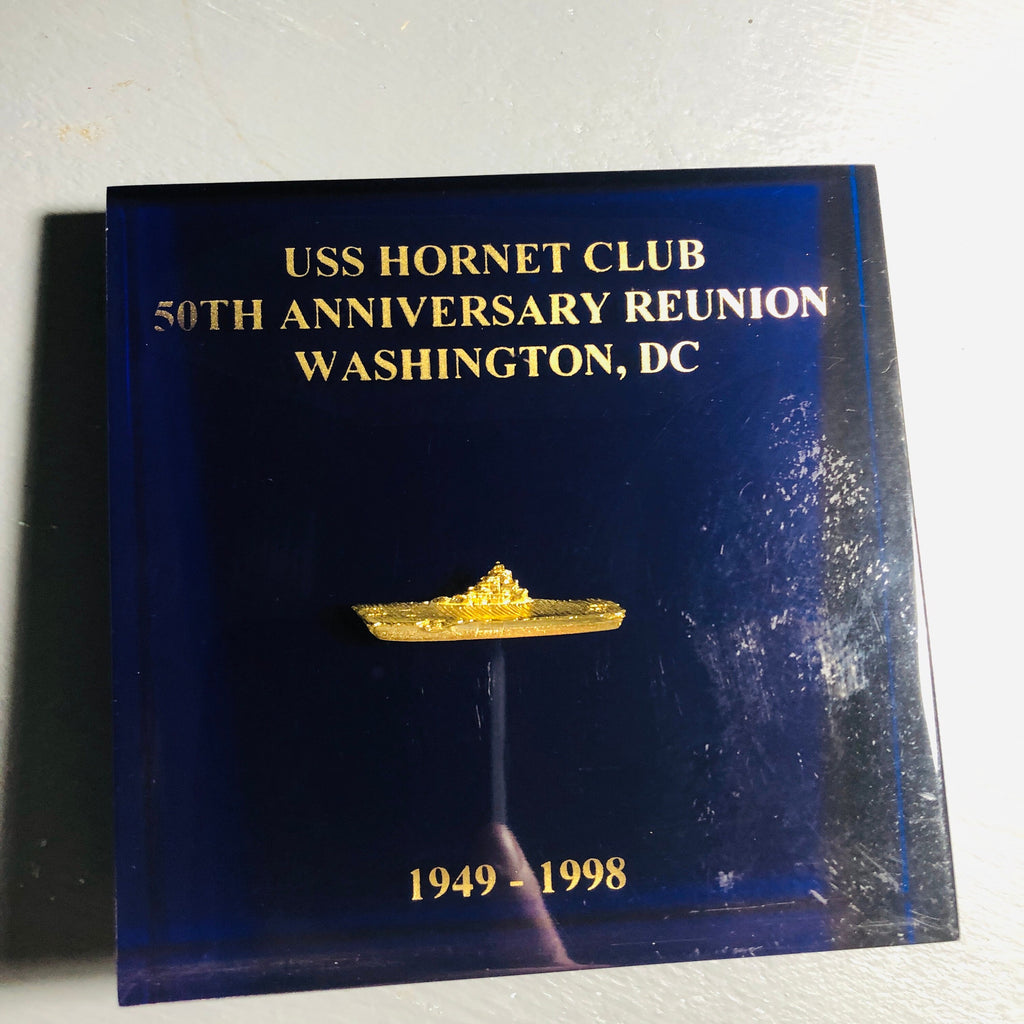 USS HORNET CLUB
50TH ANNIVERSARY REUNION
WASHINGTON, DC
1949 - 1998